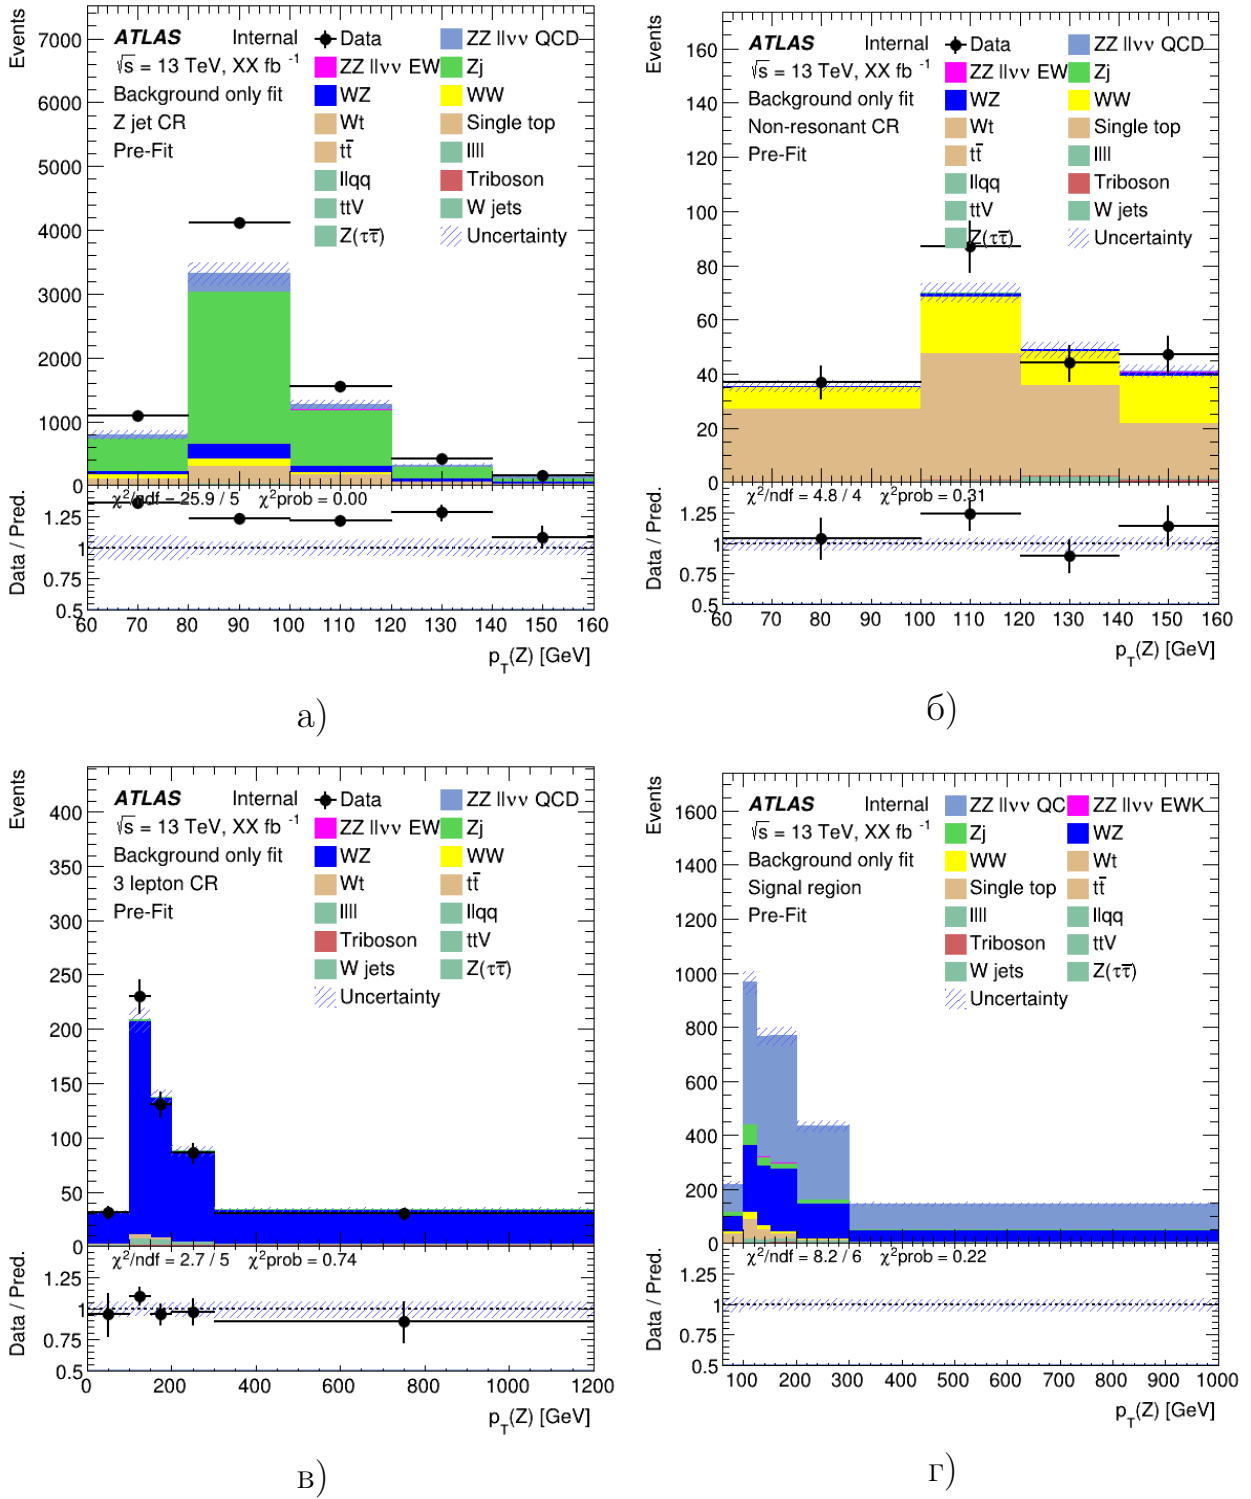 Events
7000
6000
5000
4000
3000
2000
1000
0
ATLAS Internal
√s = 13 TeV, XX fb⁻¹
Background only fit
Z jet CR
Pre-Fit
Data
ZZ llνν QCD
ZZ llνν EW
Zj
WZ
WW
Wt
Single top
tt̄
llll
llqq
Triboson
ttV
W jets
Z(ττ̄)
Uncertainty
χ²/ndf = 25.9 / 5 χ²prob = 0.00
Data / Pred.
1.25
1
0.75
0.5
60 70 80 90 100 110 120 130 140 150 160
p_T(Z) [GeV]
а)
Events
160
140
120
100
80
60
40
20
0
ATLAS Internal
√s = 13 TeV, XX fb⁻¹
Background only fit
Non-resonant CR
Pre-Fit
Data
ZZ llνν QCD
ZZ llνν EW
Zj
WZ
WW
Wt
Single top
tt̄
llll
llqq
Triboson
ttV
W jets
Z(ττ̄)
Uncertainty
χ²/ndf = 4.8 / 4 χ²prob = 0.31
Data / Pred.
1.25
1
0.75
0.5
60 70 80 90 100 110 120 130 140 150 160
p_T(Z) [GeV]
б)
Events
400
350
300
250
200
150
100
50
0
ATLAS Internal
√s = 13 TeV, XX fb⁻¹
Background only fit
3 lepton CR
Pre-Fit
Data
ZZ llνν QCD
ZZ llνν EW
Zj
WZ
WW
Wt
tt̄
llll
llqq
Triboson
ttV
W jets
Z(ττ̄)
Uncertainty
χ²/ndf = 2.7 / 5 χ²prob = 0.74
Data / Pred.
1.25
1
0.75
0.5
0 200 400 600 800 1000 1200
p_T(Z) [GeV]
в)
Events
1600
1400
1200
1000
800
600
400
200
0
ATLAS Internal
√s = 13 TeV, XX fb⁻¹
Background only fit
Signal region
Pre-Fit
ZZ llνν QC
ZZ llνν EWK
Zj
WZ
WW
Wt
Single top
tt̄
llll
llqq
Triboson
ttV
W jets
Z(ττ̄)
Uncertainty
χ²/ndf = 8.2 / 6 χ²prob = 0.22
Data / Pred.
1.25
1
0.75
0.5
100 200 300 400 500 600 700 800 900 1000
p_T(Z) [GeV]
г)